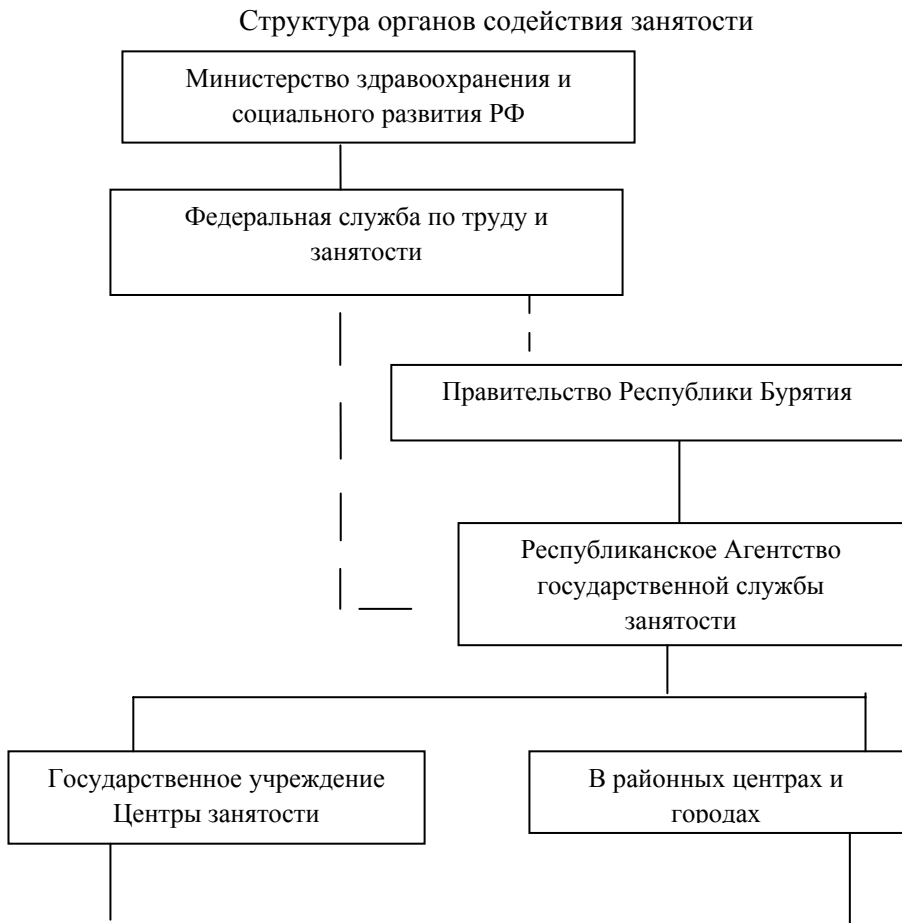 Структура органов содействия занятости
Министерство здравоохранения и
социального развития РФ
Федеральная служба по труду и
занятости
Правительство Республики Бурятия
Республиканское Агентство
государственной службы
занятости
Государственное учреждение
Центры занятости
В районных центрах и
городах